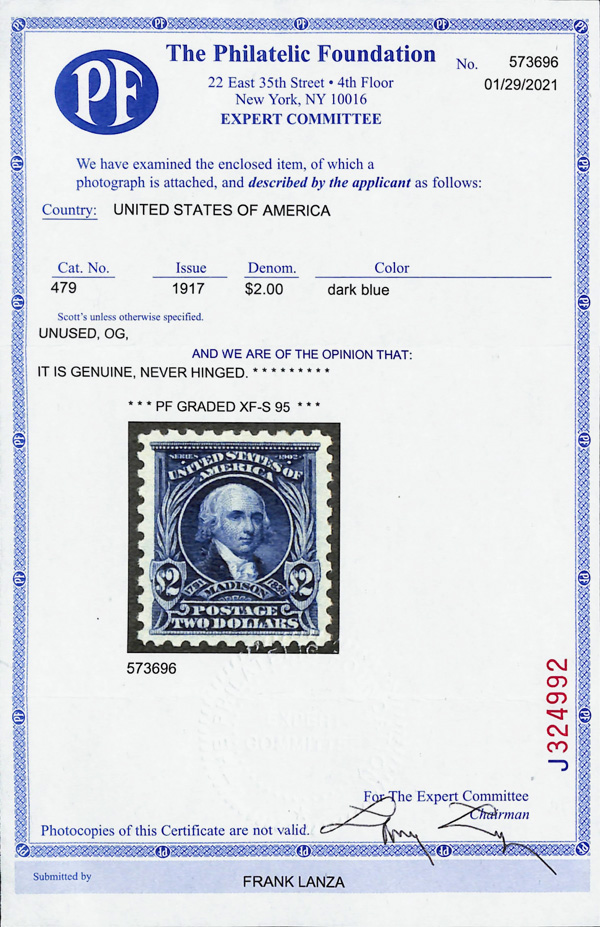 PF
The Philatelic Foundation
No. 573696
22 East 35th Street • 4th Floor
01/29/2021
New York, NY 10016
EXPERT COMMITTEE
We have examined the enclosed item, of which a
photograph is attached, and described by the applicant as follows:
Country: UNITED STATES OF AMERICA
Cat. No. Issue Denom. Color
479 1917 $2.00 dark blue
Scott's unless otherwise specified.
UNUSED, OG,
AND WE ARE OF THE OPINION THAT:
IT IS GENUINE, NEVER HINGED. * * * * * * * * *
* * * PF GRADED XF-S 95 * * *
SERIES 1902
UNITED STATES OF
AMERICA
$2 1751 MADISON 1836 $2
POSTAGE
TWO DOLLARS
573696
J324992
For The Expert Committee
Chairman
Photocopies of this Certificate are not valid.
Submitted by
FRANK LANZA